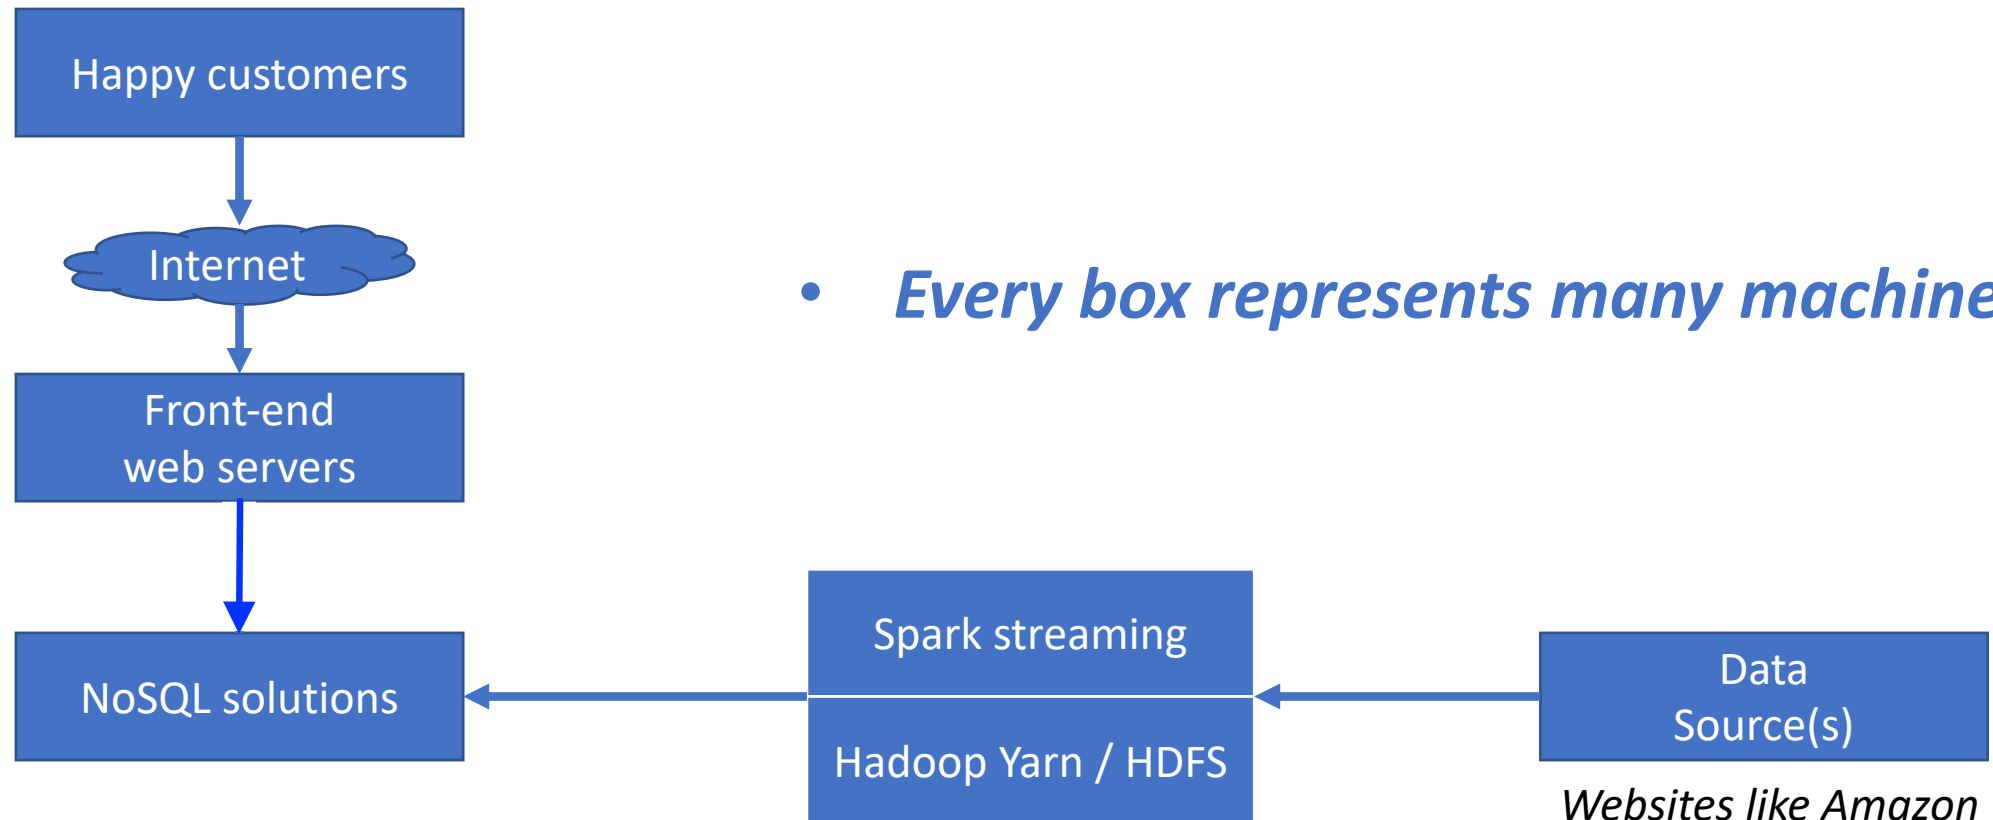 Happy customers
Internet
• Every box represents many machine
Front-end
web servers
Spark streaming
Data
Source(s)
NoSQL solutions
Hadoop Yarn / HDFS
Websites like Amazon